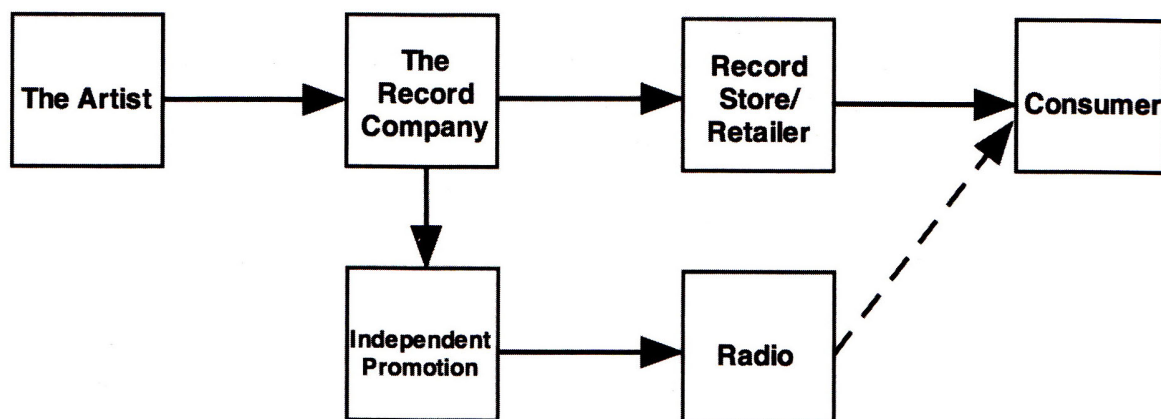 The Artist
The
Record
Company
Record
Store/
Retailer
Consumer
Independent
Promotion
Radio